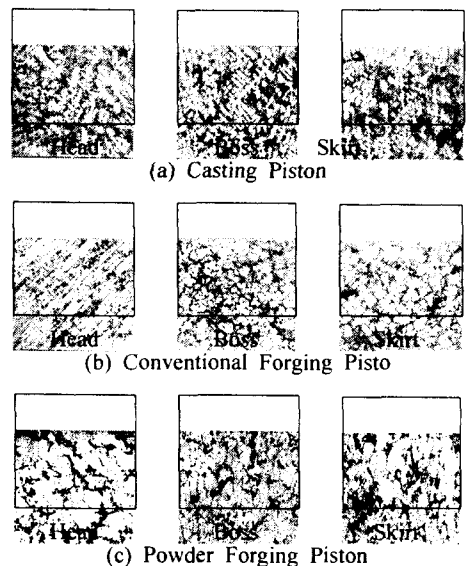 Head Boss Skirt
(a) Casting Piston
Head Boss Skirt
(b) Conventional Forging Pisto
Head Boss Skirt
(c) Powder Forging Piston